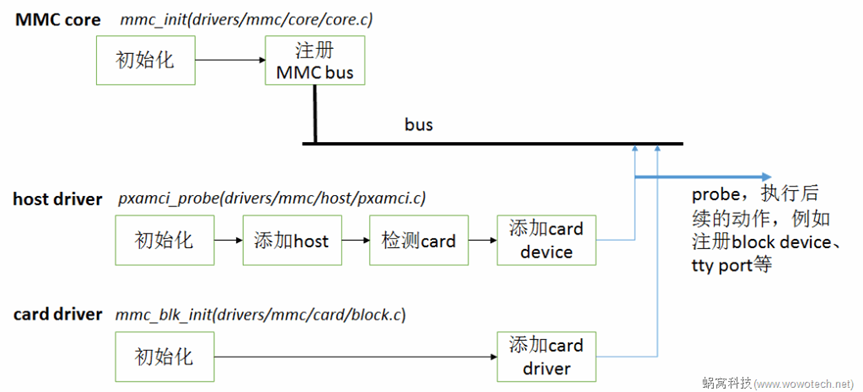 MMC core mmc_init(drivers/mmc/core/core.c)
初始化
注册
MMC bus
bus
host driver pxamci_probe(drivers/mmc/host/pxamci.c)
初始化
添加host
检测card
添加card
device
probe，执行后
续的动作，例如
注册block device、
tty port等
card driver mmc_blk_init(drivers/mmc/card/block.c)
初始化
添加card
driver
蜗窝科技(www.wowotech.net)